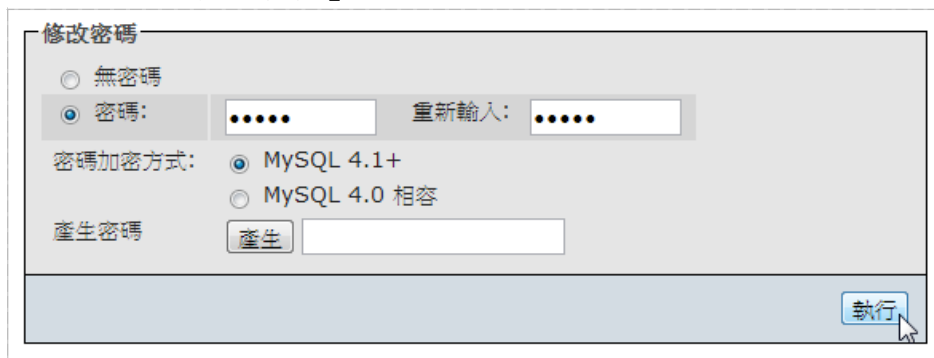 修改密碼
無密碼
密碼: ••••• 重新輸入: •••••
密碼加密方式: MySQL 4.1+
MySQL 4.0 相容
產生密碼 產生
執行